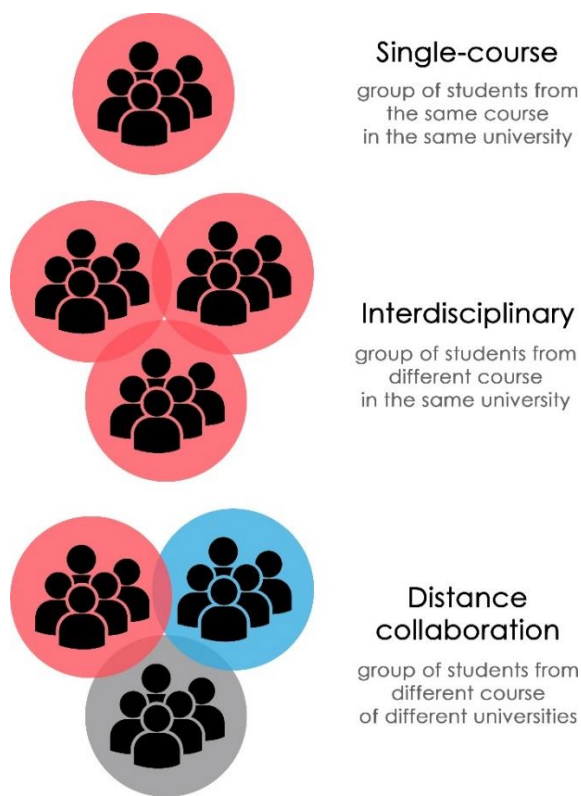 Single-course
group of students from
the same course
in the same university
Interdisciplinary
group of students from
different course
in the same university
Distance
collaboration
group of students from
different course
of different universities